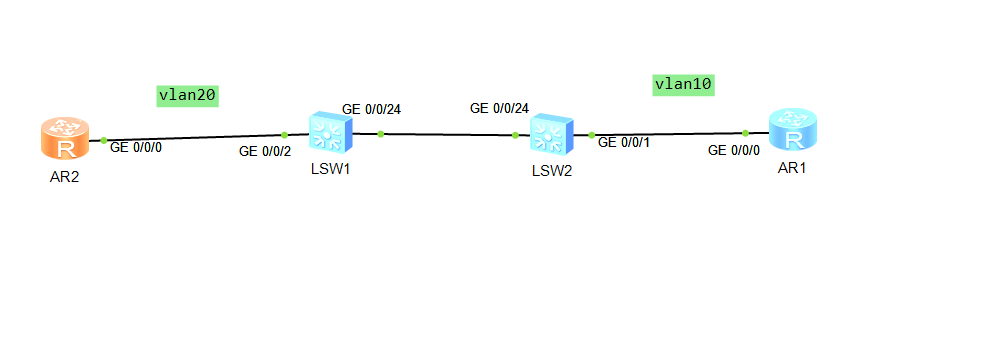 vlan20
vlan10
GE 0/0/24
GE 0/0/24
R
GE 0/0/0
GE 0/0/2
GE 0/0/1
GE 0/0/0
R
AR2
LSW1
LSW2
AR1